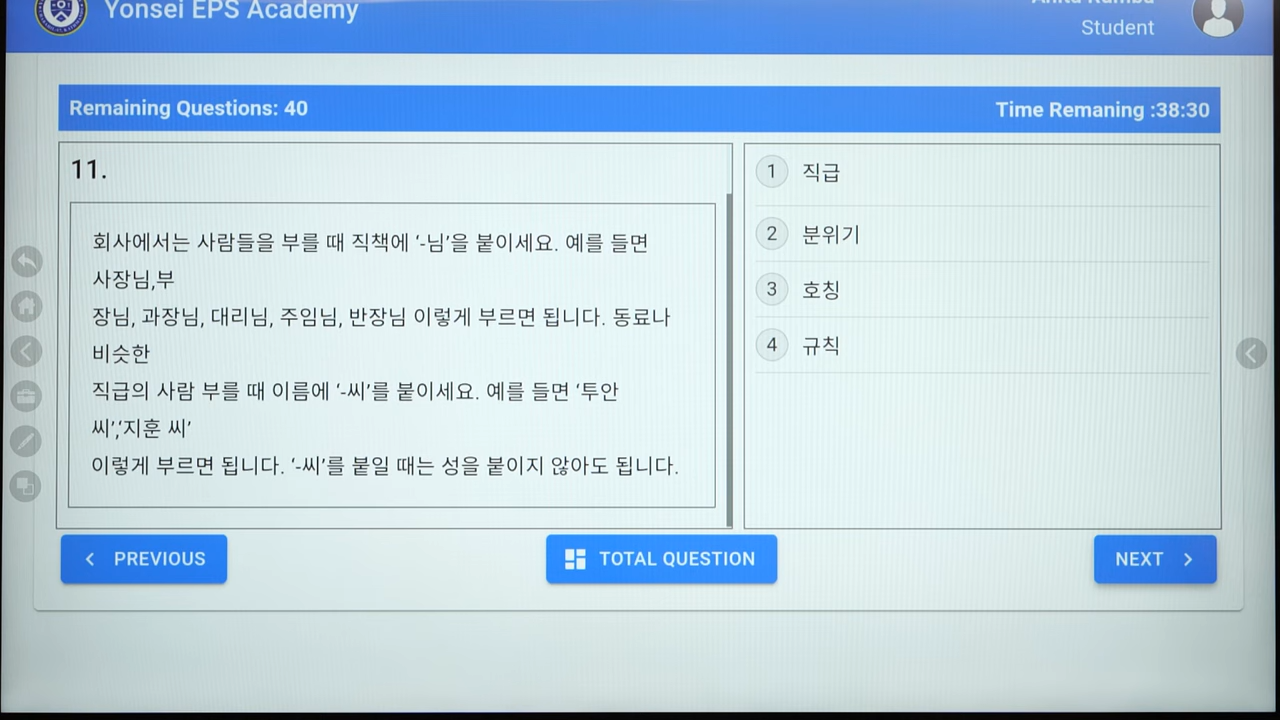 Yonsei EPS Academy
Student
Remaining Questions: 40
Time Remaning :38:30
11.
회사에서는 사람들을 부를 때 직책에 ‘-님’을 붙이세요. 예를 들면
사장님,부
장님, 과장님, 대리님, 주임님, 반장님 이렇게 부르면 됩니다. 동료나
비슷한
직급의 사람 부를 때 이름에 ‘-씨’를 붙이세요. 예를 들면 ‘투안
씨’,‘지훈 씨’
이렇게 부르면 됩니다. ‘-씨’를 붙일 때는 성을 붙이지 않아도 됩니다.
1 직급
2 분위기
3 호칭
4 규칙
PREVIOUS
TOTAL QUESTION
NEXT